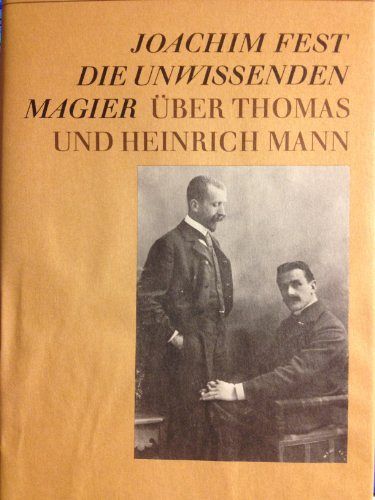 JOACHIM FEST
DIE UNWISSENDEN
MAGIER ÜBER THOMAS
UND HEINRICH MANN